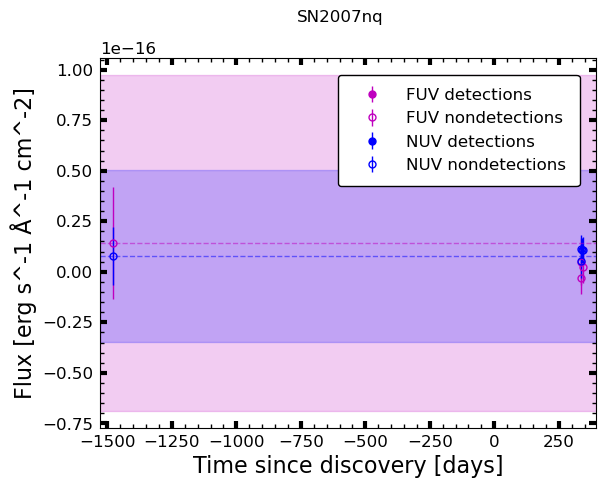 SN2007nq
1e−16
1.00
0.75
0.50
0.25
0.00
−0.25
−0.50
−0.75
Flux [erg s^-1 Å^-1 cm^-2]
FUV detections
FUV nondetections
NUV detections
NUV nondetections
−1500 −1250 −1000 −750 −500 −250 0 250
Time since discovery [days]